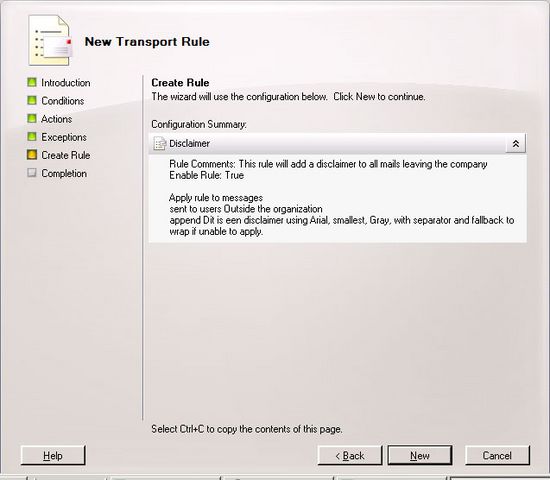 New Transport Rule
Introduction
Conditions
Actions
Exceptions
Create Rule
Completion
Create Rule
The wizard will use the configuration below. Click New to continue.
Configuration Summary:
Disclaimer
Rule Comments: This rule will add a disclaimer to all mails leaving the company
Enable Rule: True
Apply rule to messages
sent to users Outside the organization
append Dit is een disclaimer using Arial, smallest, Gray, with separator and fallback to
wrap if unable to apply.
Select Ctrl+C to copy the contents of this page.
Help
< Back
New
Cancel